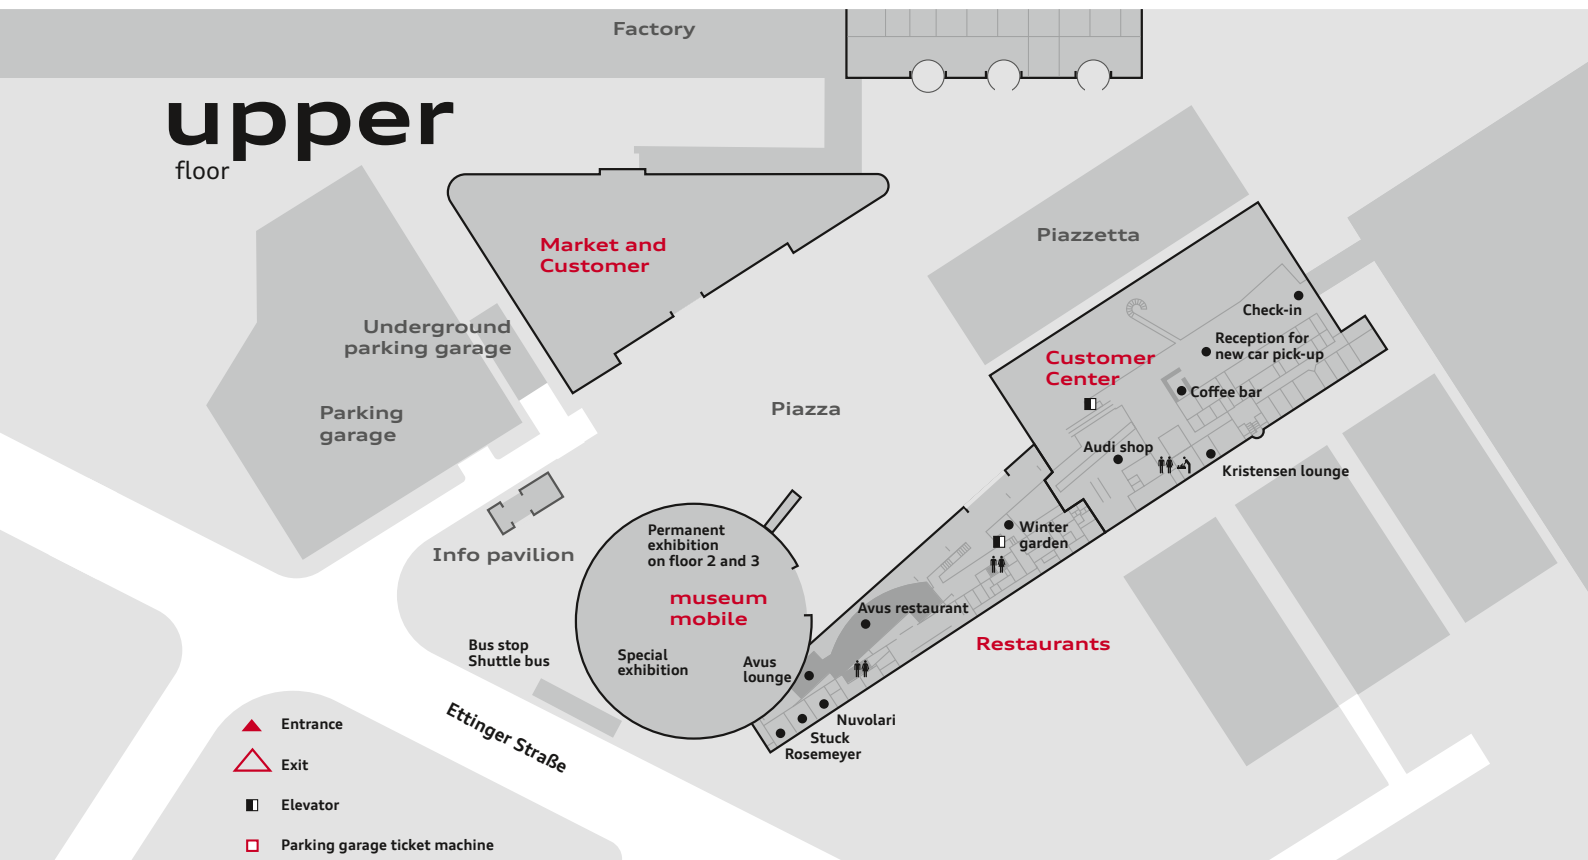 Factory
upper
floor
Market and
Customer
Piazzetta
Check-in
Underground
parking garage
Reception for
new car pick-up
Customer
Center
Coffee bar
Parking
garage
Piazza
Audi shop
Kristensen lounge
Info pavilion
Permanent
exhibition
on floor 2 and 3
Winter
garden
museum
mobile
Avus restaurant
Restaurants
Bus stop
Shuttle bus
Special
exhibition
Avus
lounge
Nuvolari
Stuck
Rosemeyer
Ettinger Straße
Entrance
Exit
Elevator
Parking garage ticket machine